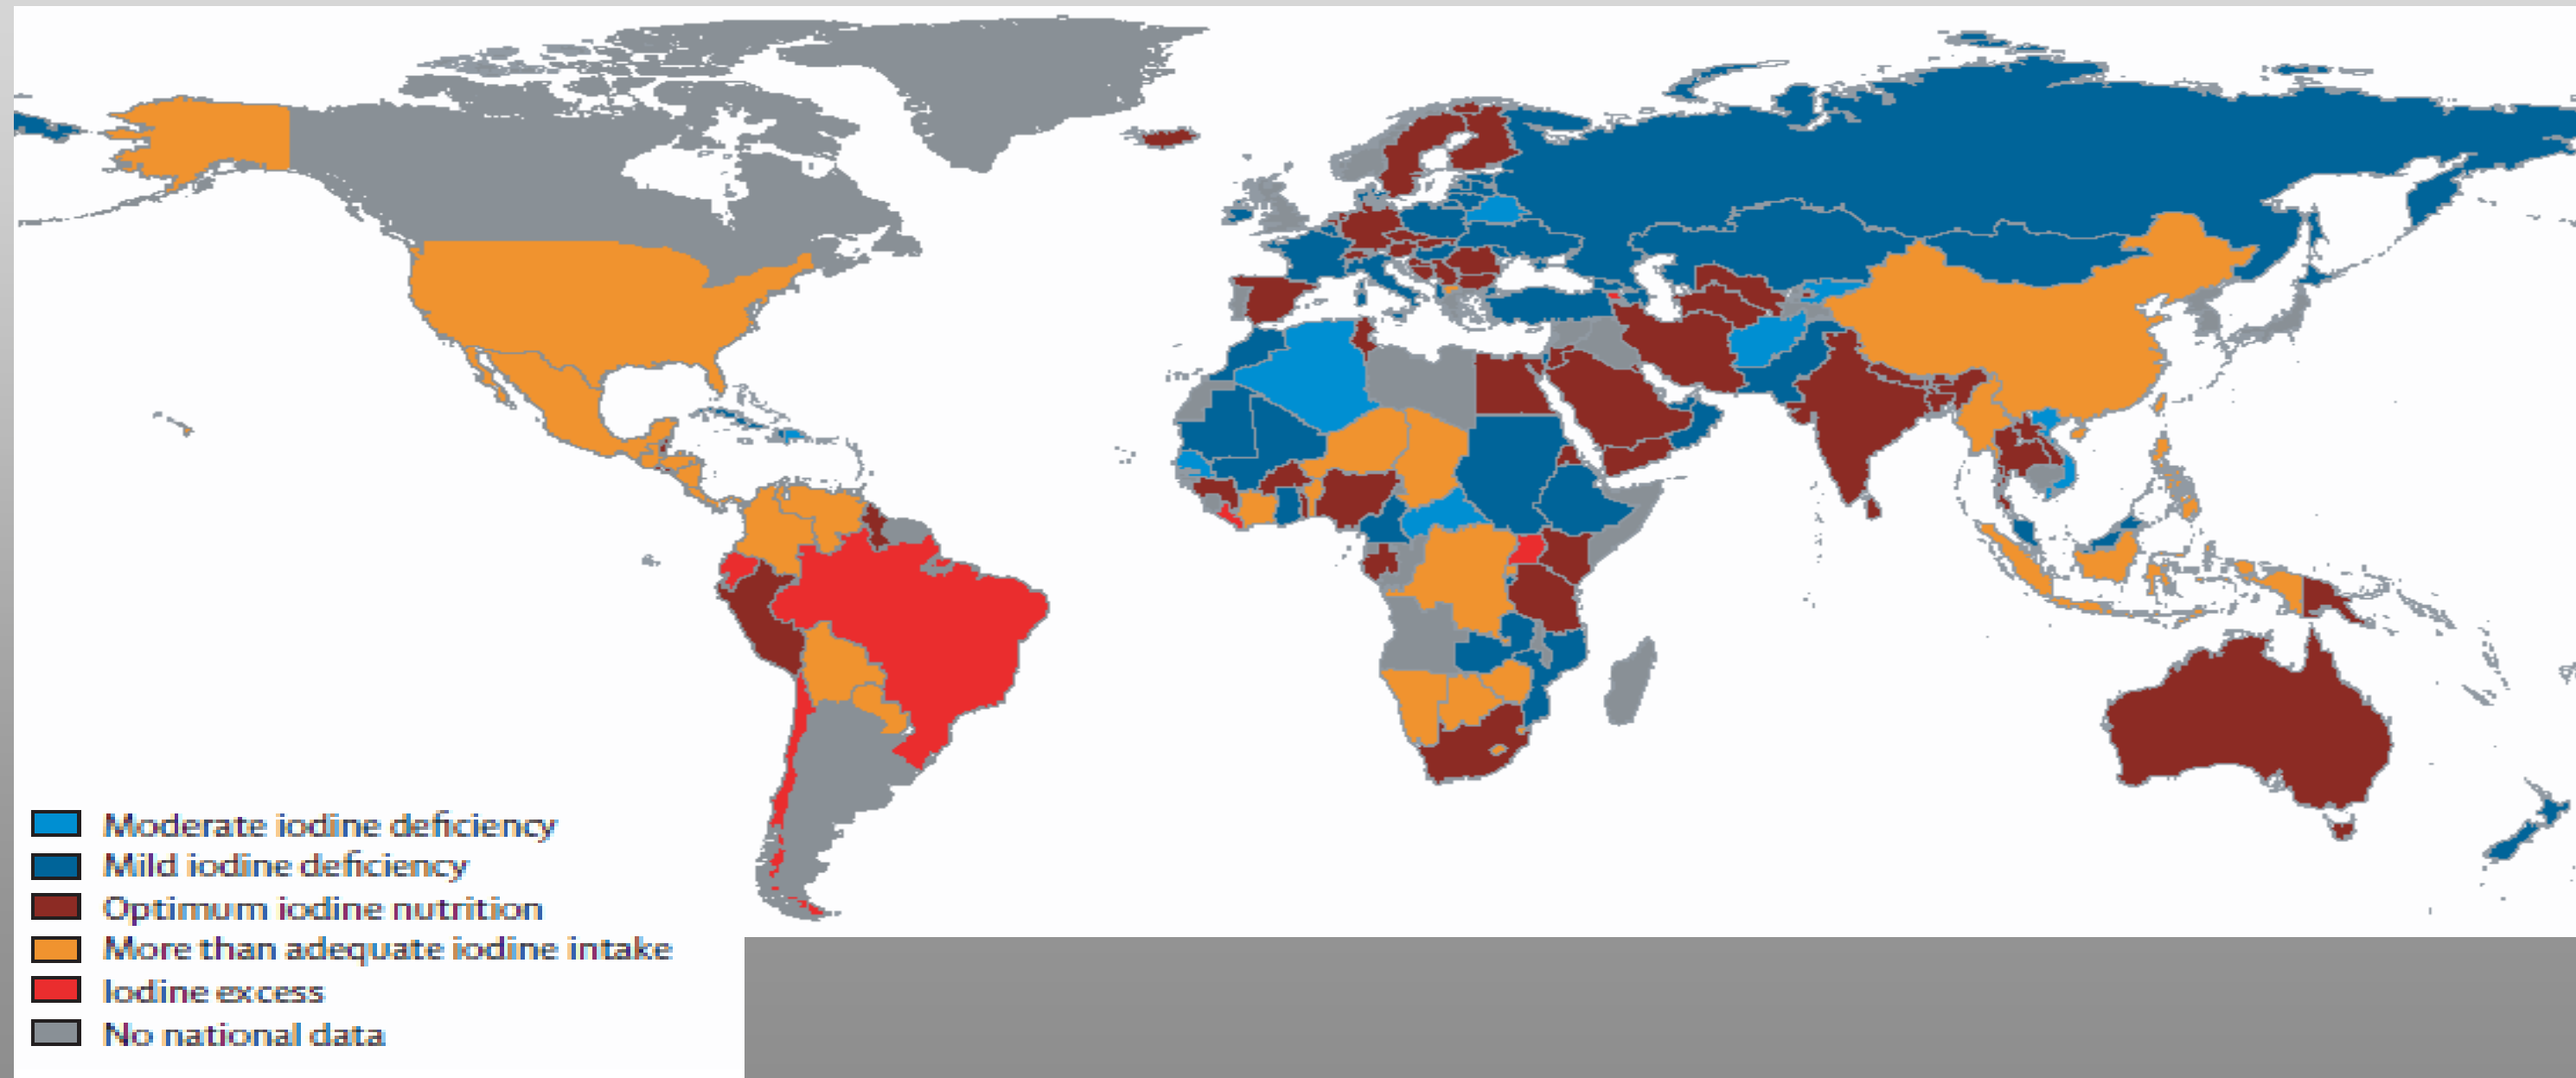 Moderate iodine deficiency
Mild iodine deficiency
Optimum iodine nutrition
More than adequate iodine intake
Iodine excess
No national data